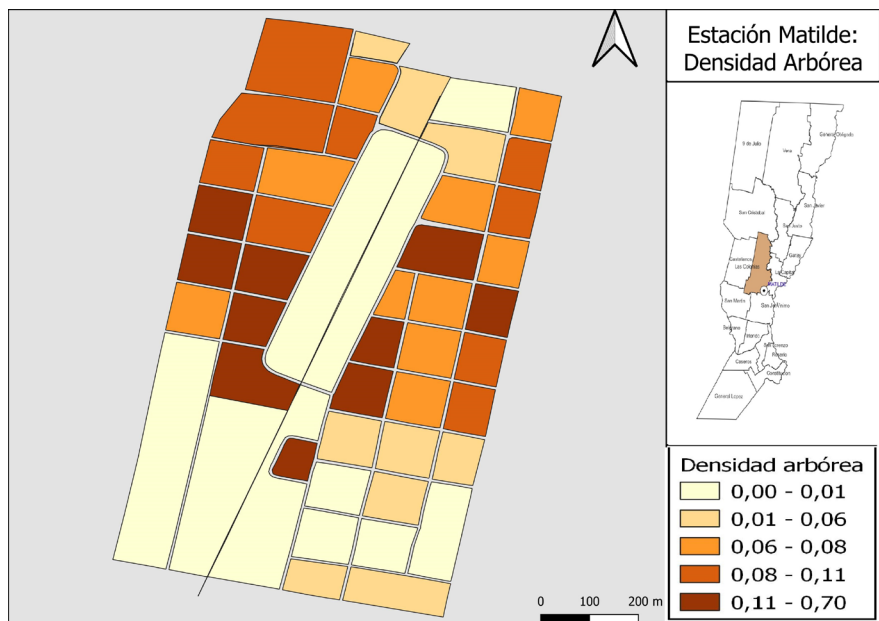 Estación Matilde:
Densidad Arbórea
9 de Julio
Vera
General Obligado
San Cristóbal
San Javier
San Justo
Castellanos
Las Colonias
Garay
La Capital
MATILDE
San Martín
San Jerónimo
Belgrano
Iriondo
San Lorenzo
Rosario
Caseros
Constitución
General López
Densidad arbórea
0,00 - 0,01
0,01 - 0,06
0,06 - 0,08
0,08 - 0,11
0,11 - 0,70
0 100 200 m